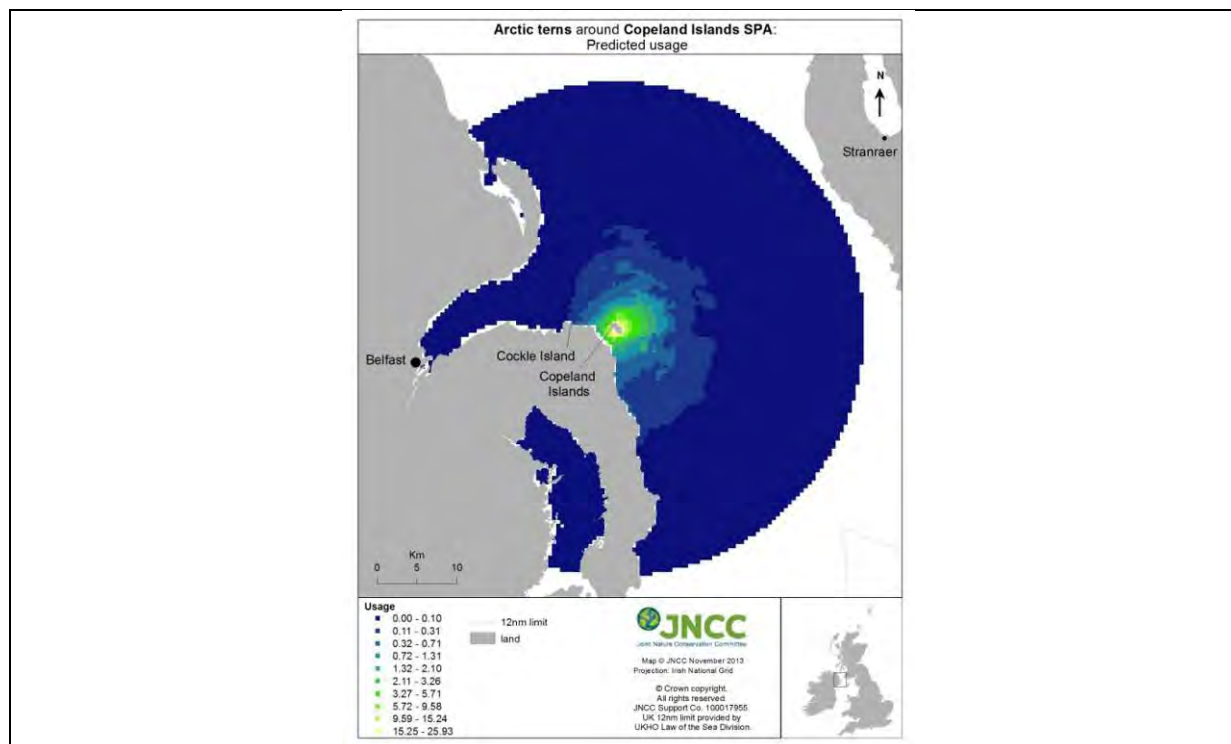 Arctic terns around Copeland Islands SPA:
Predicted usage
N
Stranraer
Cockle Island
Belfast
Copeland
Islands
Km
0 5 10
Usage
0.00 - 0.10
0.11 - 0.31
0.32 - 0.71
0.72 - 1.31
1.32 - 2.10
2.11 - 3.26
3.27 - 5.71
5.72 - 9.58
9.59 - 15.24
15.25 - 25.93
12nm limit
land
JNCC
Joint Nature Conservation Committee
Map © JNCC November 2013
Projection: Irish National Grid
© Crown copyright.
All rights reserved
JNCC Support Co. 100017955
UK 12nm limit provided by
UKHO Law of the Sea Division.